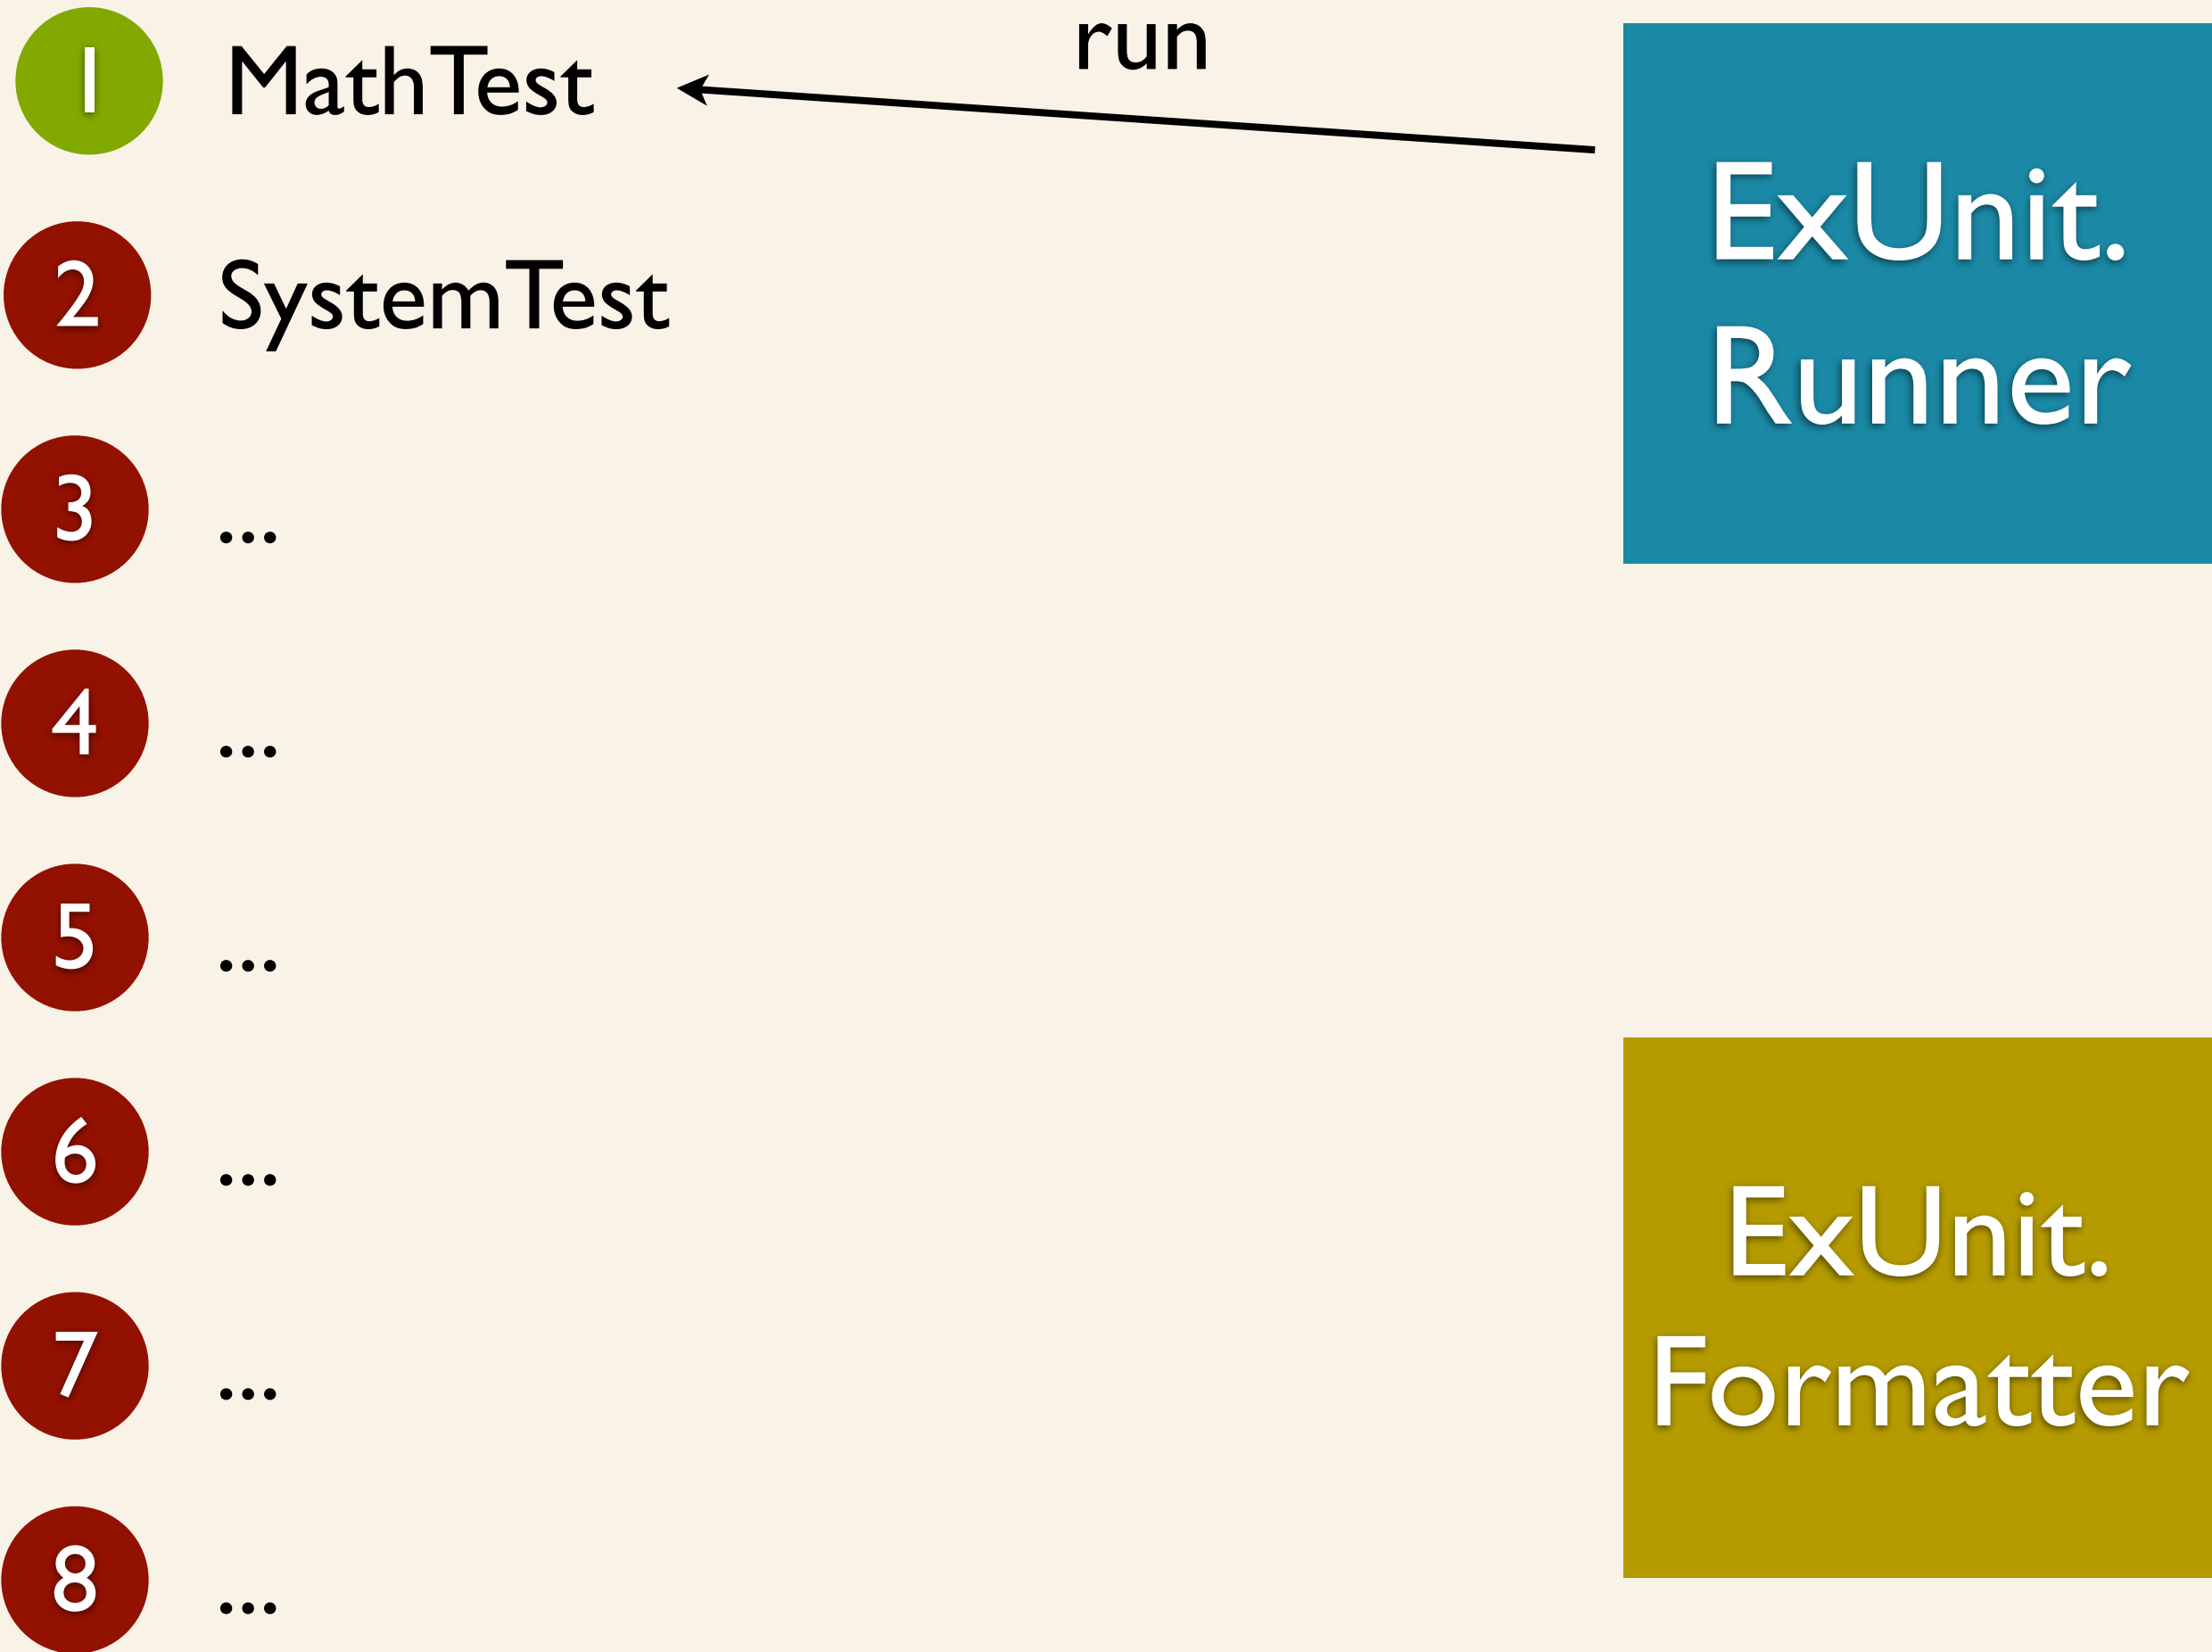 1 MathTest
run
ExUnit.
Runner
2 SystemTest
3 ...
4 ...
5 ...
6 ...
ExUnit.
Formatter
7 ...
8 ...